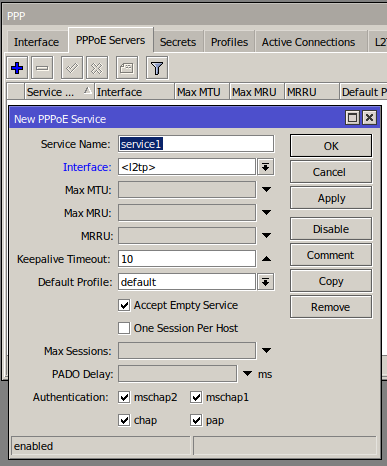 PPP
Interface PPPoE Servers Secrets Profiles Active Connections L2T
Service ... Interface Max MTU Max MRU MRRU Default P
New PPPoE Service
Service Name: service1 OK
Interface: <l2tp> Cancel
Max MTU: Apply
Max MRU:
MRRU: Disable
Keepalive Timeout: 10 Comment
Default Profile: default Copy
Accept Empty Service Remove
One Session Per Host
Max Sessions:
PADO Delay: ms
Authentication: mschap2 mschap1
chap pap
enabled